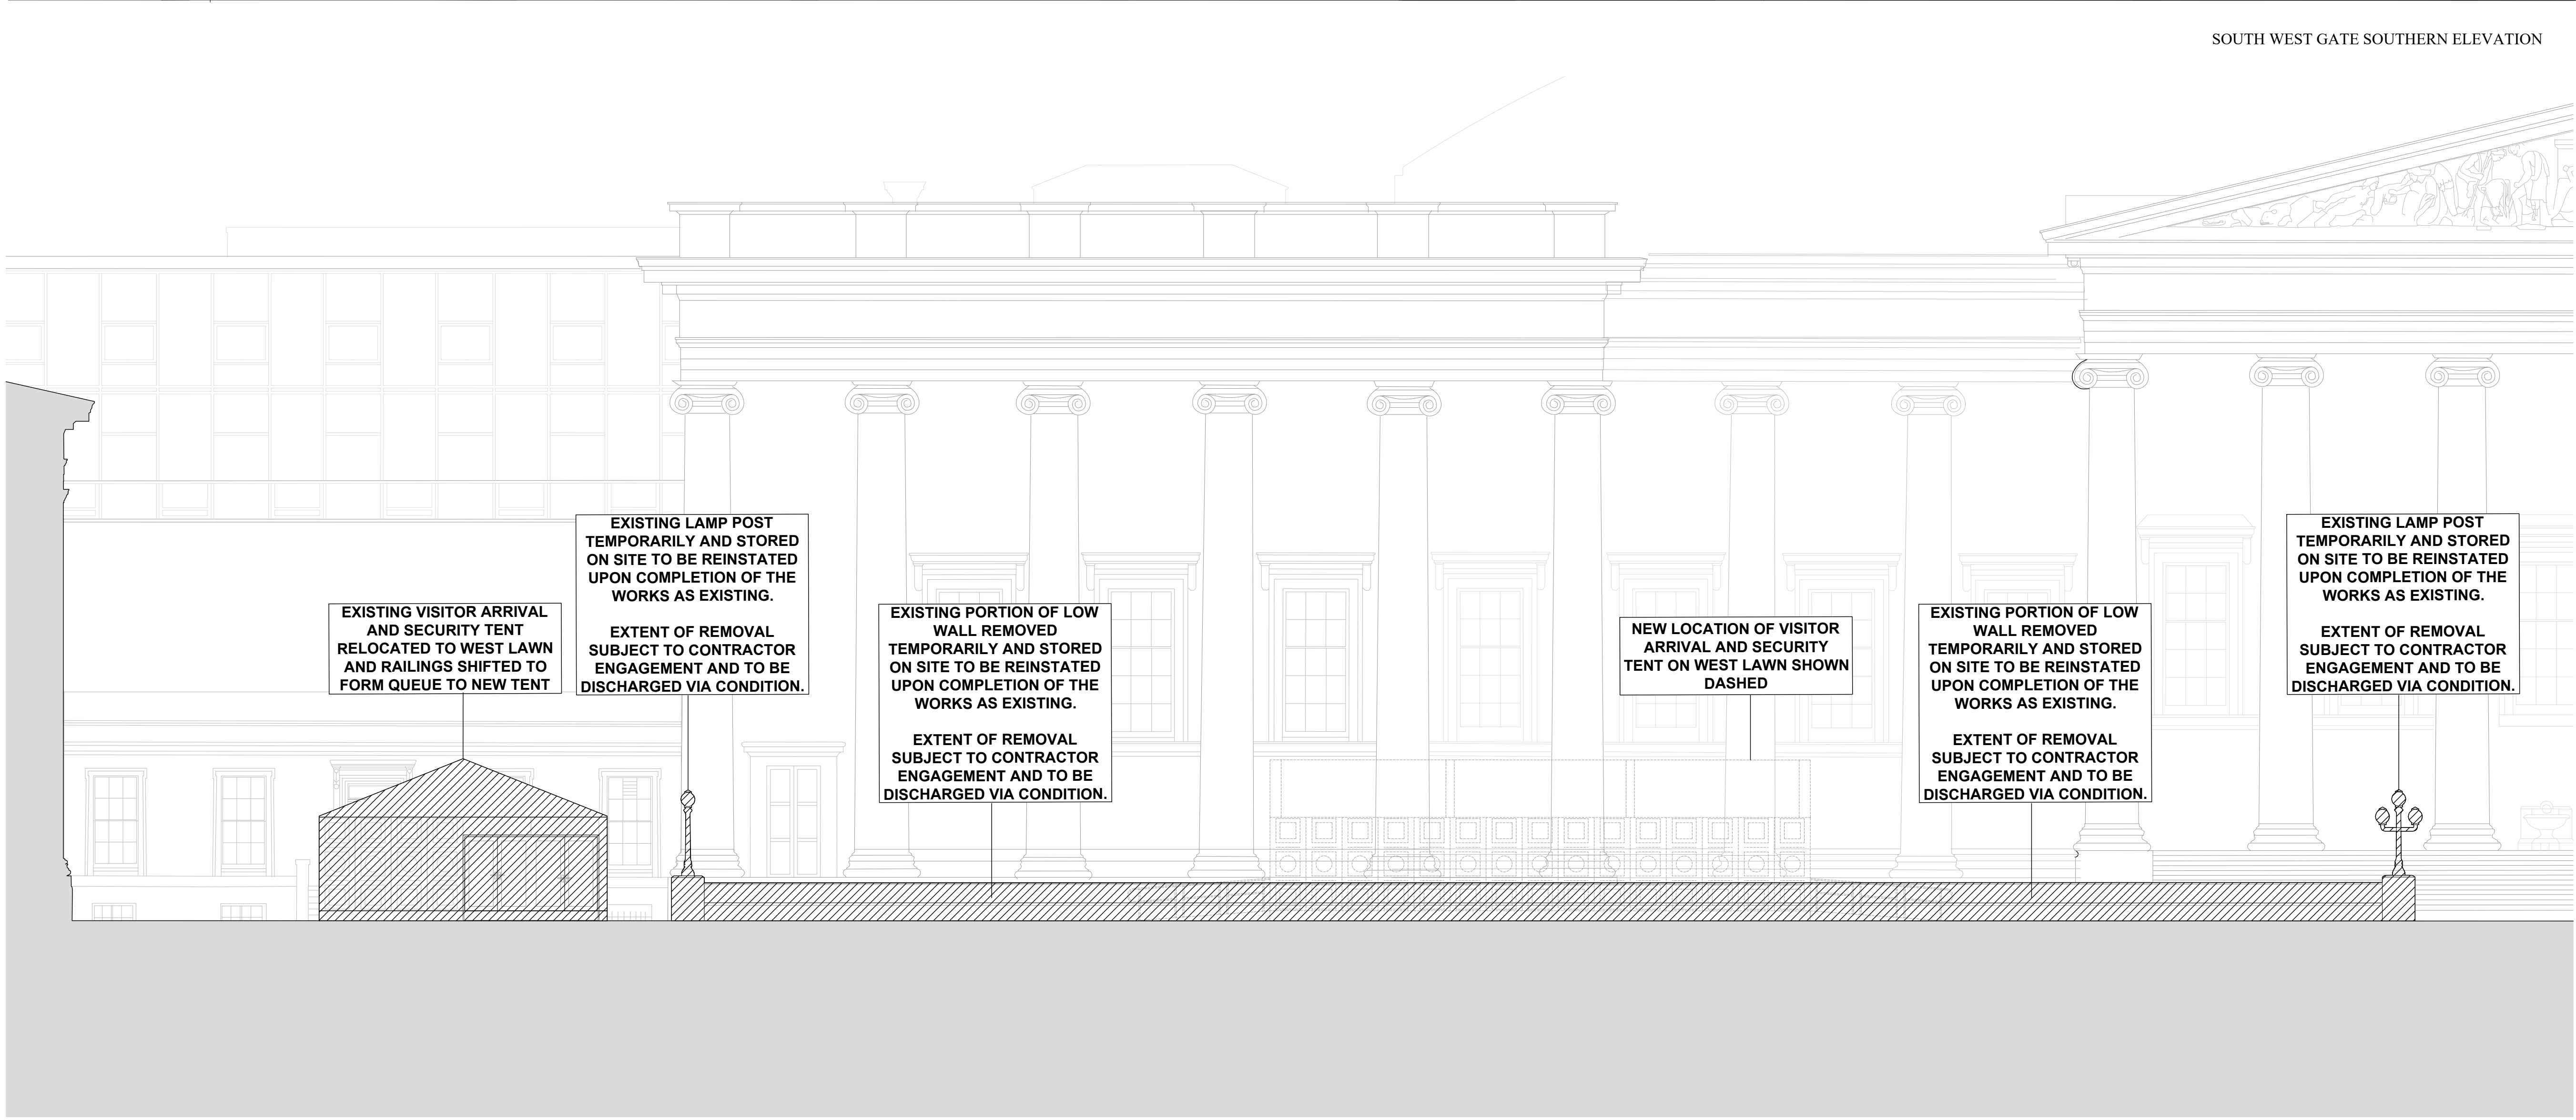 SOUTH WEST GATE SOUTHERN ELEVATION
EXISTING VISITOR ARRIVAL
AND SECURITY TENT
RELOCATED TO WEST LAWN
AND RAILINGS SHIFTED TO
FORM QUEUE TO NEW TENT
EXISTING LAMP POST
TEMPORARILY AND STORED
ON SITE TO BE REINSTATED
UPON COMPLETION OF THE
WORKS AS EXISTING.
EXTENT OF REMOVAL
SUBJECT TO CONTRACTOR
ENGAGEMENT AND TO BE
DISCHARGED VIA CONDITION.
EXISTING PORTION OF LOW
WALL REMOVED
TEMPORARILY AND STORED
ON SITE TO BE REINSTATED
UPON COMPLETION OF THE
WORKS AS EXISTING.
EXTENT OF REMOVAL
SUBJECT TO CONTRACTOR
ENGAGEMENT AND TO BE
DISCHARGED VIA CONDITION.
NEW LOCATION OF VISITOR
ARRIVAL AND SECURITY
TENT ON WEST LAWN SHOWN
DASHED
EXISTING PORTION OF LOW
WALL REMOVED
TEMPORARILY AND STORED
ON SITE TO BE REINSTATED
UPON COMPLETION OF THE
WORKS AS EXISTING.
EXTENT OF REMOVAL
SUBJECT TO CONTRACTOR
ENGAGEMENT AND TO BE
DISCHARGED VIA CONDITION.
EXISTING LAMP POST
TEMPORARILY AND STORED
ON SITE TO BE REINSTATED
UPON COMPLETION OF THE
WORKS AS EXISTING.
EXTENT OF REMOVAL
SUBJECT TO CONTRACTOR
ENGAGEMENT AND TO BE
DISCHARGED VIA CONDITION.